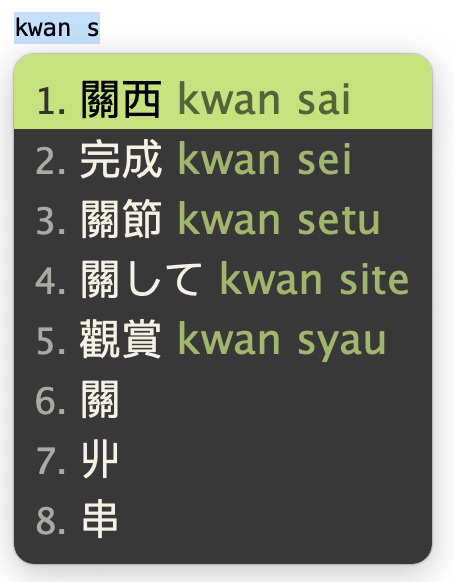 kwan s
1. 關西 kwan sai
2. 完成 kwan sei
3. 關節 kwan setu
4. 關して kwan site
5. 觀賞 kwan syau
6. 關
7. 丱
8. 串